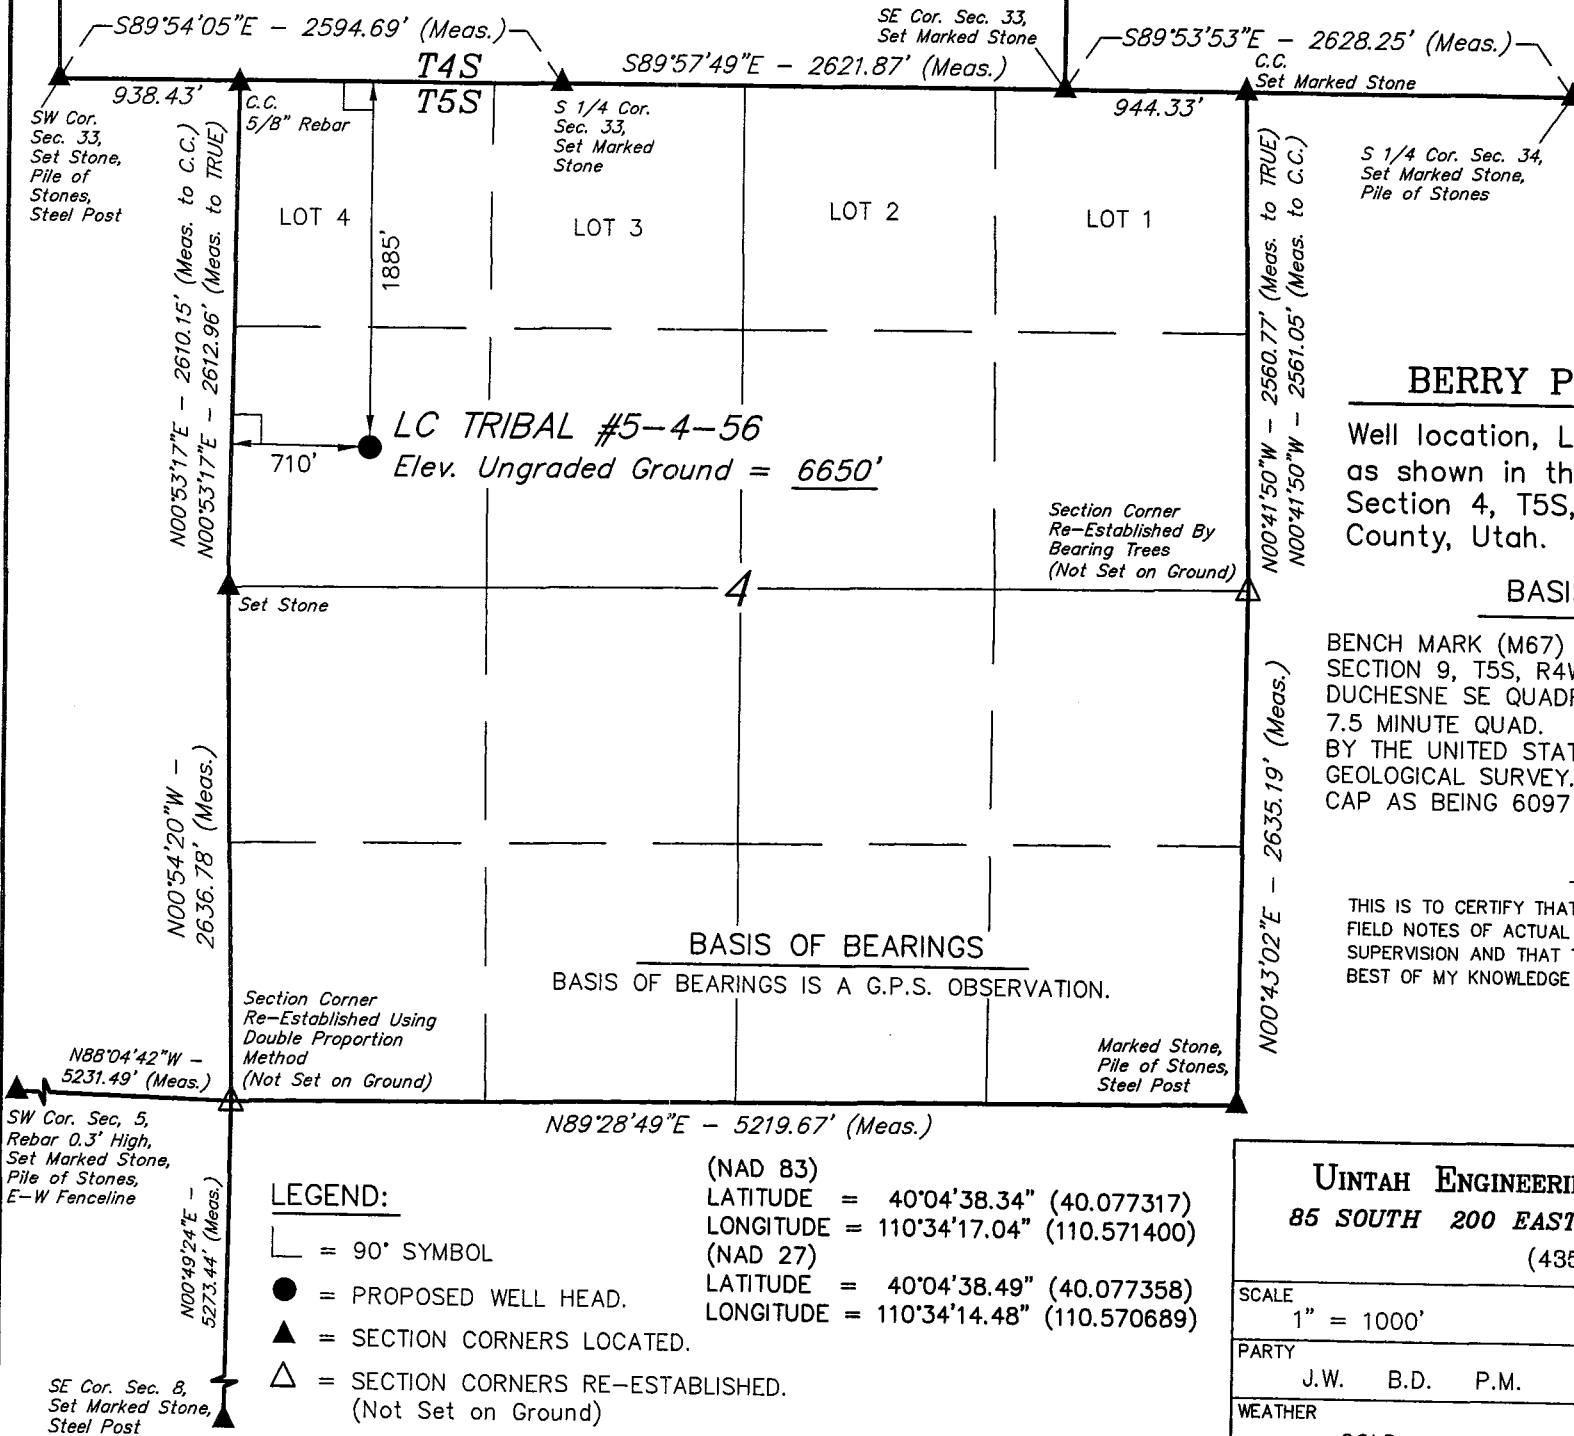 S89°54'05"E - 2594.69' (Meas.)
SE Cor. Sec. 33,
Set Marked Stone
S89°53'53"E - 2628.25' (Meas.)
T4S
S89°57'49"E - 2621.87' (Meas.)
C.C.
Set Marked Stone
938.43'
T5S
944.33'
SW Cor.
Sec. 33,
Set Stone,
Pile of
Stones,
Steel Post
C.C.
5/8" Rebar
S 1/4 Cor.
Sec. 33,
Set Marked
Stone
S 1/4 Cor. Sec. 34,
Set Marked Stone,
Pile of Stones
N00°53'17"E - 2610.15' (Meas. to C.C.)
N00°53'17"E - 2612.96' (Meas. to TRUE)
LOT 4
LOT 3
LOT 2
LOT 1
1885'
N00°41'50"W - 2560.77' (Meas. to TRUE)
N00°41'50"W - 2561.05' (Meas. to C.C.)
BERRY P
Well location, L
as shown in th
Section 4, T5S,
County, Utah.
LC TRIBAL #5-4-56
Elev. Ungraded Ground = 6650'
710'
Section Corner
Re-Established By
Bearing Trees
(Not Set on Ground)
4
Set Stone
BASI
BENCH MARK (M67)
SECTION 9, T5S, R4W
DUCHESNE SE QUADR
7.5 MINUTE QUAD.
BY THE UNITED STAT
GEOLOGICAL SURVEY.
CAP AS BEING 6097
N00°54'20"W -
2636.78' (Meas.)
N00°43'02"E - 2635.19' (Meas.)
THIS IS TO CERTIFY THAT
FIELD NOTES OF ACTUAL
SUPERVISION AND THAT
BEST OF MY KNOWLEDGE
BASIS OF BEARINGS
BASIS OF BEARINGS IS A G.P.S. OBSERVATION.
Section Corner
Re-Established Using
Double Proportion
Method
(Not Set on Ground)
N88°04'42"W -
5231.49' (Meas.)
Marked Stone,
Pile of Stones,
Steel Post
SW Cor. Sec, 5,
Rebar 0.3' High,
Set Marked Stone,
Pile of Stones,
E-W Fenceline
N89°28'49"E - 5219.67' (Meas.)
N00°49'24"E -
5273.44' (Meas.)
SE Cor. Sec. 8,
Set Marked Stone,
Steel Post
LEGEND:
= 90° SYMBOL
= PROPOSED WELL HEAD.
= SECTION CORNERS LOCATED.
= SECTION CORNERS RE-ESTABLISHED.
(Not Set on Ground)
(NAD 83)
LATITUDE = 40°04'38.34" (40.077317)
LONGITUDE = 110°34'17.04" (110.571400)
(NAD 27)
LATITUDE = 40°04'38.49" (40.077358)
LONGITUDE = 110°34'14.48" (110.570689)
UINTAH ENGINEERI
85 SOUTH 200 EAST
(435
SCALE
1" = 1000'
PARTY
J.W. B.D. P.M.
WEATHER